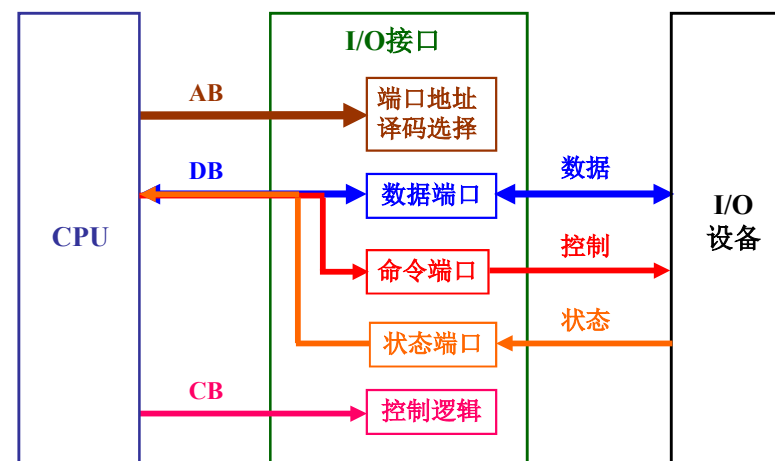 I/O接口
AB
端口地址
译码选择
DB
数据端口
数据
CPU
I/O
设备
命令端口
控制
状态端口
状态
CB
控制逻辑